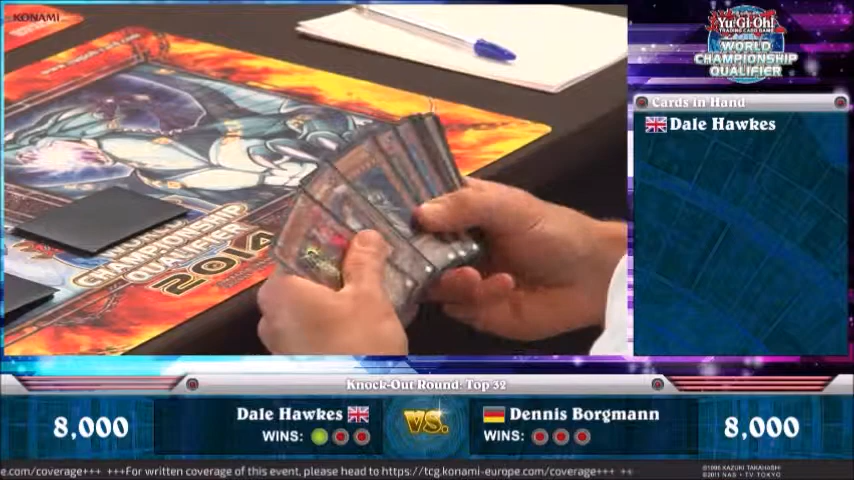 KONAMI
Yu-Gi-Oh!
TRADING CARD GAME
WORLD
CHAMPIONSHIP
QUALIFIER
Cards in Hand
Dale Hawkes
CHAMPIONSHIP
QUALIFIER
2014
Knock-Out Round: Top 32
8,000
Dale Hawkes
VS.
Dennis Borgmann
8,000
WINS:
WINS:
e.com/coverage+++ +++For written coverage of this event, please head to https://tcg.konami-europe.com/coverage+++ ++
©1996 KAZUKI TAKAHASHI
©2011 NAS • TV TOKYO